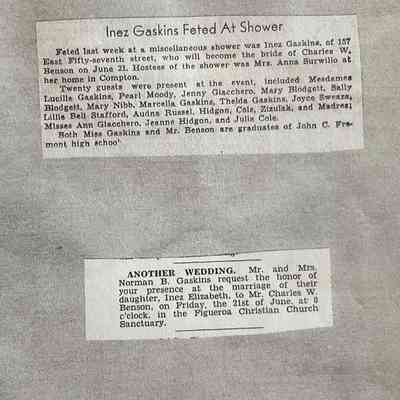 Inez Gaskins Feted At Shower
Feted last week at a miscellaneous shower was Inez Gaskins, of 157
East Fifty-seventh street, who will become the bride of Charles W.
Benson on June 21. Hostess of the shower was Mrs. Anna Surwillo at
her home in Compton.
Twenty guests were present at the event, included Mesdames
Lucille Gaskins, Pearl Moody, Jenny Giacchero, Mary Blodgett, Sally
Blodgett, Mary Nibb, Marcella Gaskins, Thelda Gaskins, Joyce
Lillie Bell Stafford, Audna Russel, Hidgon, Cole, and Madrez;
Misses Ann Giacchero, Jeanne Hidgon, and Julia Cole.
Both Miss Gaskins and Mr. Benson are graduates of John C. Fre-
mont high school
ANOTHER WEDDING. Mr. and Mrs.
Norman B. Gaskins request the honor of
your presence at the marriage of their
daughter, Inez Elizabeth, to Mr. Charles W.
Benson, on Friday, the 21st of June, at 8
o'clock, in the Figueroa Christian Church
Sanctuary.